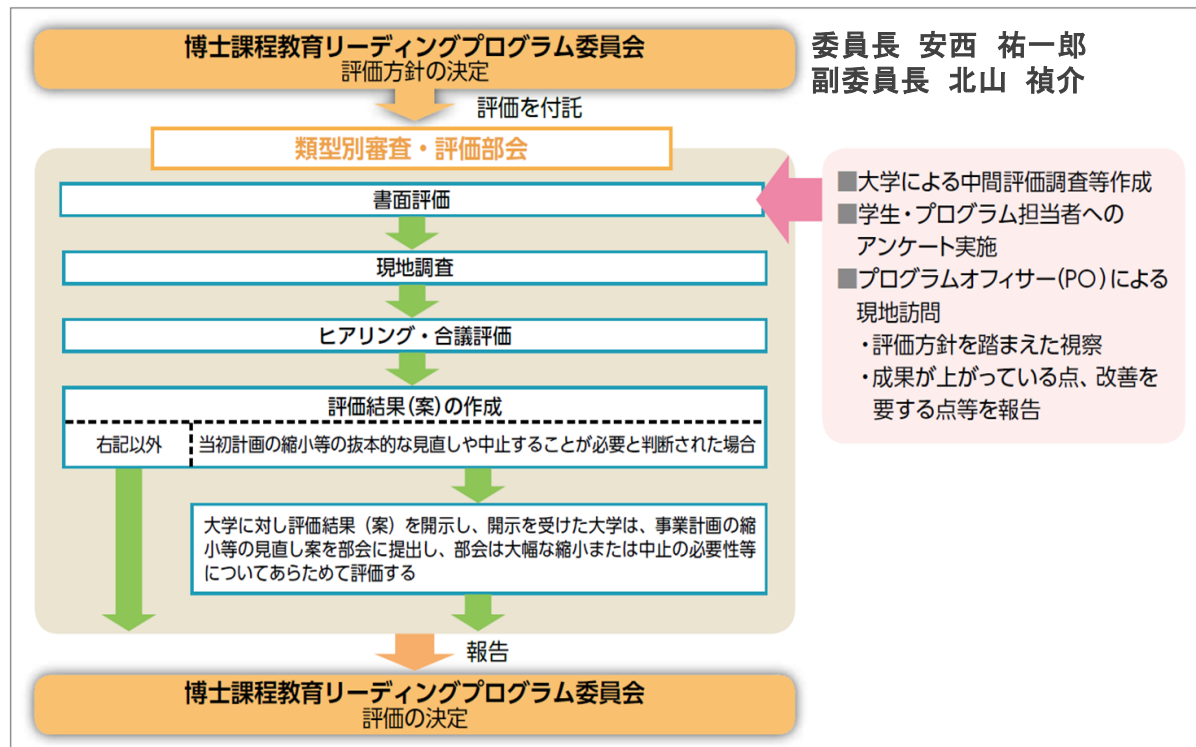 博士課程教育リーディングプログラム委員会
評価方針の決定
委員長 安西 祐一郎
副委員長 北山 禎介
評価を付託
類型別審査・評価部会
書面評価
現地調査
ヒアリング・合議評価
評価結果(案)の作成
右記以外
当初計画の縮小等の抜本的な見直しや中止することが必要と判断された場合
大学に対し評価結果（案）を開示し、開示を受けた大学は、事業計画の縮
小等の見直し案を部会に提出し、部会は大幅な縮小または中止の必要性等
についてあらためて評価する
■大学による中間評価調査等作成
■学生・プログラム担当者への
アンケート実施
■プログラムオフィサー(PO)による
現地訪問
・評価方針を踏まえた視察
・成果が上がっている点、改善を
要する点等を報告
報告
博士課程教育リーディングプログラム委員会
評価の決定